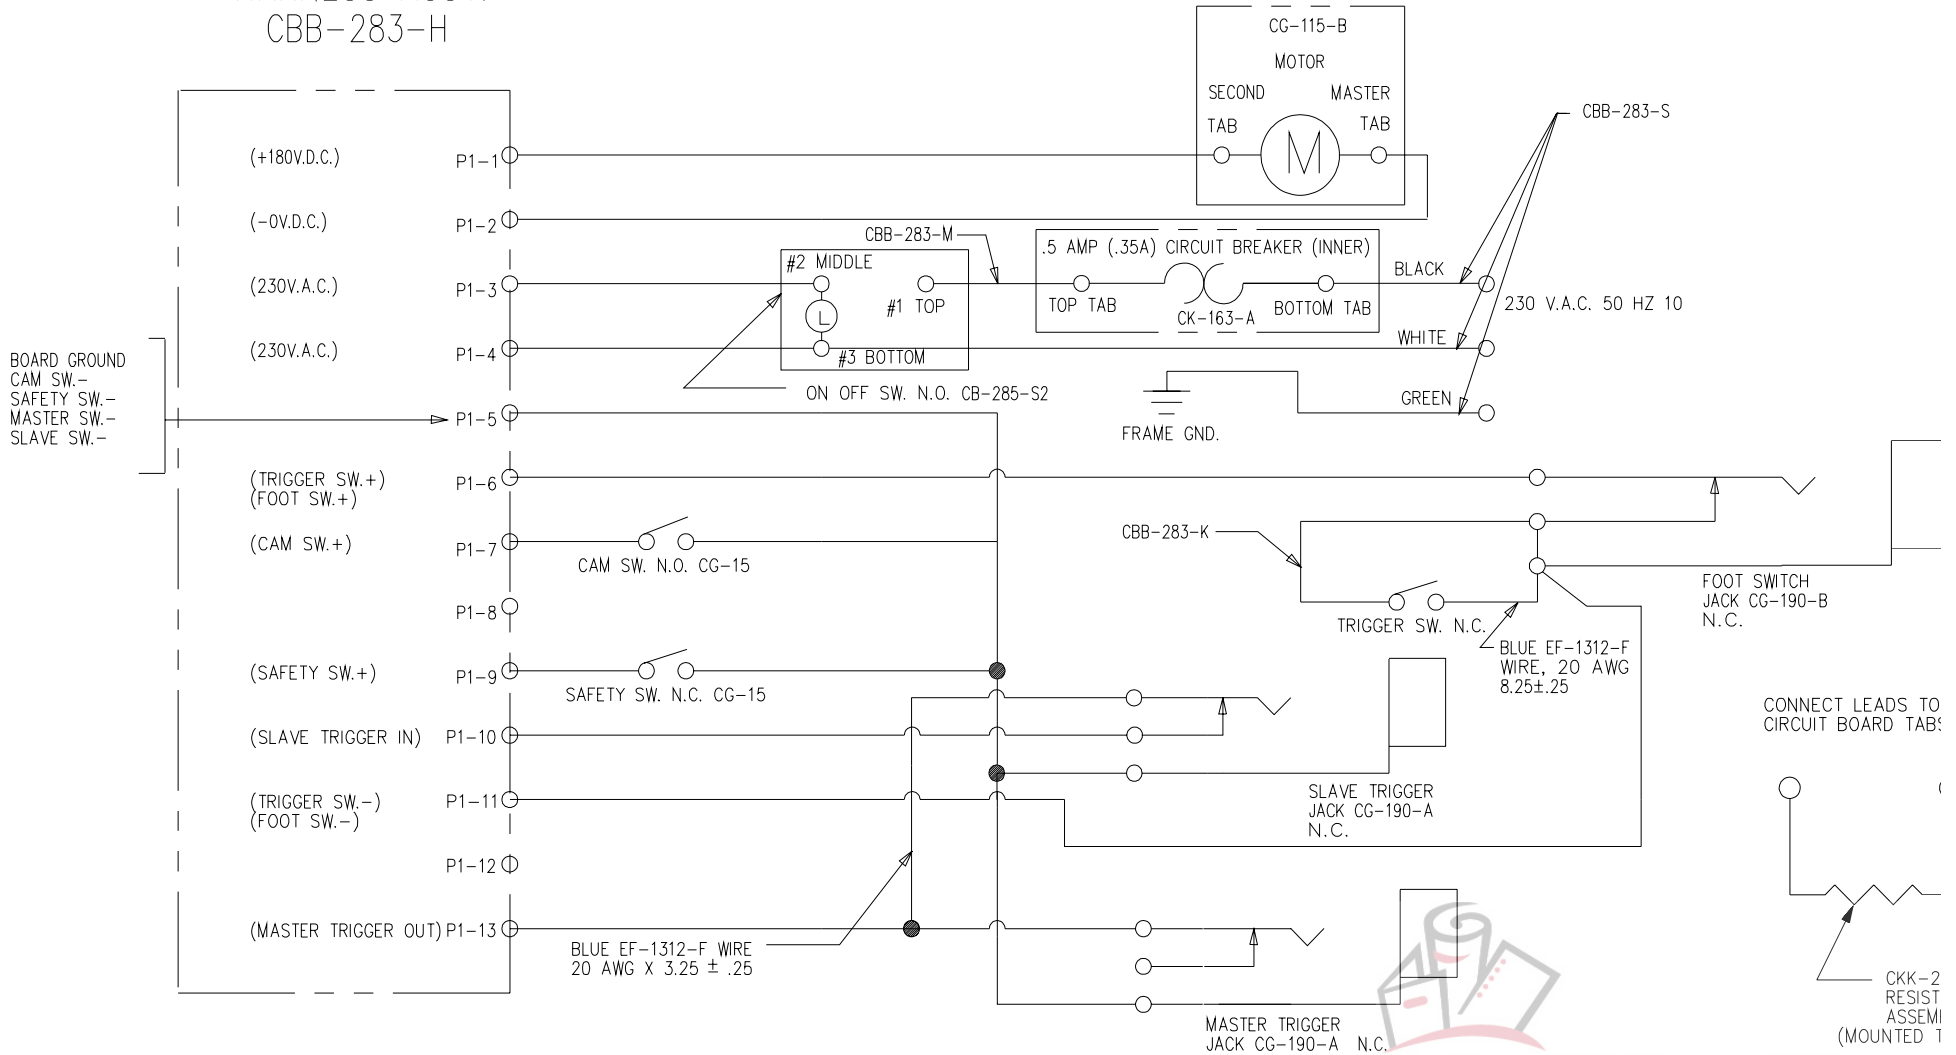 CBB-283-H
CG-115-B
MOTOR
SECOND
TAB
MASTER
TAB
M
CBB-283-S
(+180V.D.C.)
P1-1
(-0V.D.C.)
P1-2
(230V.A.C.)
P1-3
(230V.A.C.)
P1-4
CBB-283-M
#2 MIDDLE
#1 TOP
L
#3 BOTTOM
ON OFF SW. N.O. CB-285-S2
.5 AMP (.35A) CIRCUIT BREAKER (INNER)
TOP TAB
CK-163-A
BOTTOM TAB
BLACK
230 V.A.C. 50 HZ 10
WHITE
GREEN
FRAME GND.
BOARD GROUND
CAM SW.-
SAFETY SW.-
MASTER SW.-
SLAVE SW.-
P1-5
(TRIGGER SW.+)
(FOOT SW.+)
P1-6
(CAM SW.+)
P1-7
CAM SW. N.O. CG-15
P1-8
(SAFETY SW.+)
P1-9
SAFETY SW. N.C. CG-15
(SLAVE TRIGGER IN)
P1-10
(TRIGGER SW.-)
(FOOT SW.-)
P1-11
P1-12
(MASTER TRIGGER OUT)
P1-13
BLUE EF-1312-F WIRE
20 AWG X 3.25 ± .25
CBB-283-K
TRIGGER SW. N.C.
BLUE EF-1312-F
WIRE, 20 AWG
8.25±.25
FOOT SWITCH
JACK CG-190-B
N.C.
SLAVE TRIGGER
JACK CG-190-A
N.C.
MASTER TRIGGER
JACK CG-190-A N.C.
CONNECT LEADS TO
CIRCUIT BOARD TABS
CKK-2
RESIST
ASSEM
(MOUNTED T